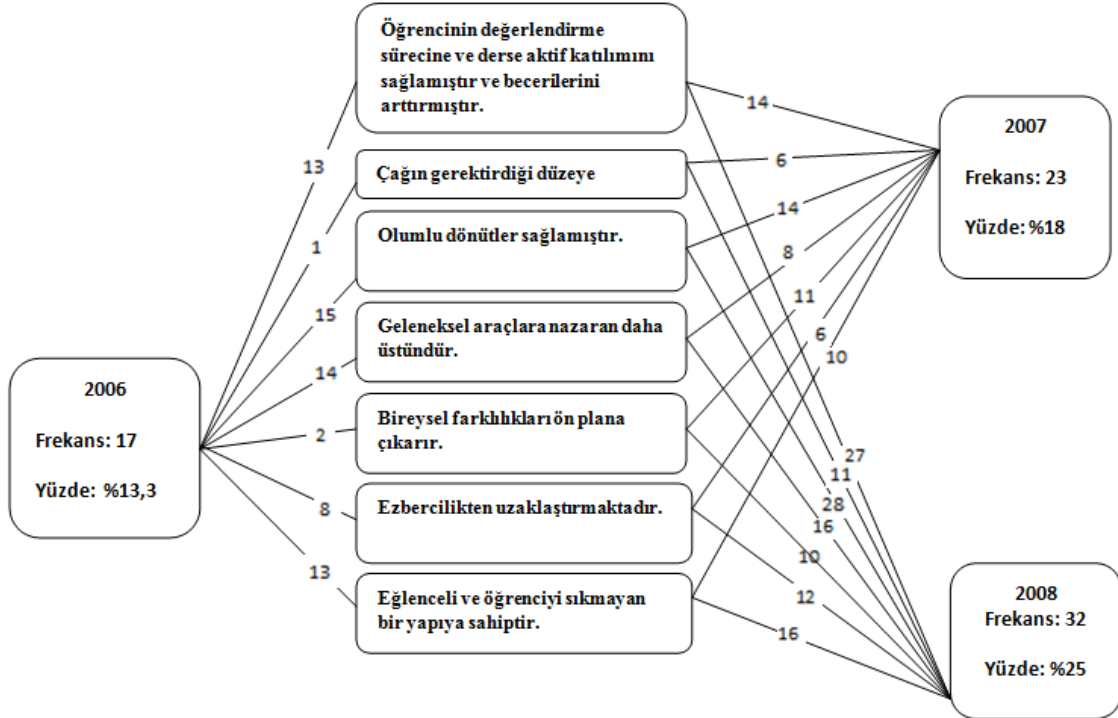 Öğrencinin değerlendirme
sürecine ve derse aktif katılımını
sağlamıştır ve becerilerini
arttırmıştır.
Çağın gerektirdiği düzeye
Olumlu dönütler sağlamıştır.
Geleneksel araçlara nazaran daha
üstündür.
Bireysel farklılıkları ön plana
çıkarır.
Ezbercilikten uzaklaştırmaktadır.
Eğlenceli ve öğrenciyi sıkmayan
bir yapıya sahiptir.
2006
Frekans: 17
Yüzde: %13,3
13
1
15
14
2
8
13
2007
Frekans: 23
Yüzde: %18
14
6
14
8
11
6
10
2008
Frekans: 32
Yüzde: %25
27
11
28
16
10
12
16